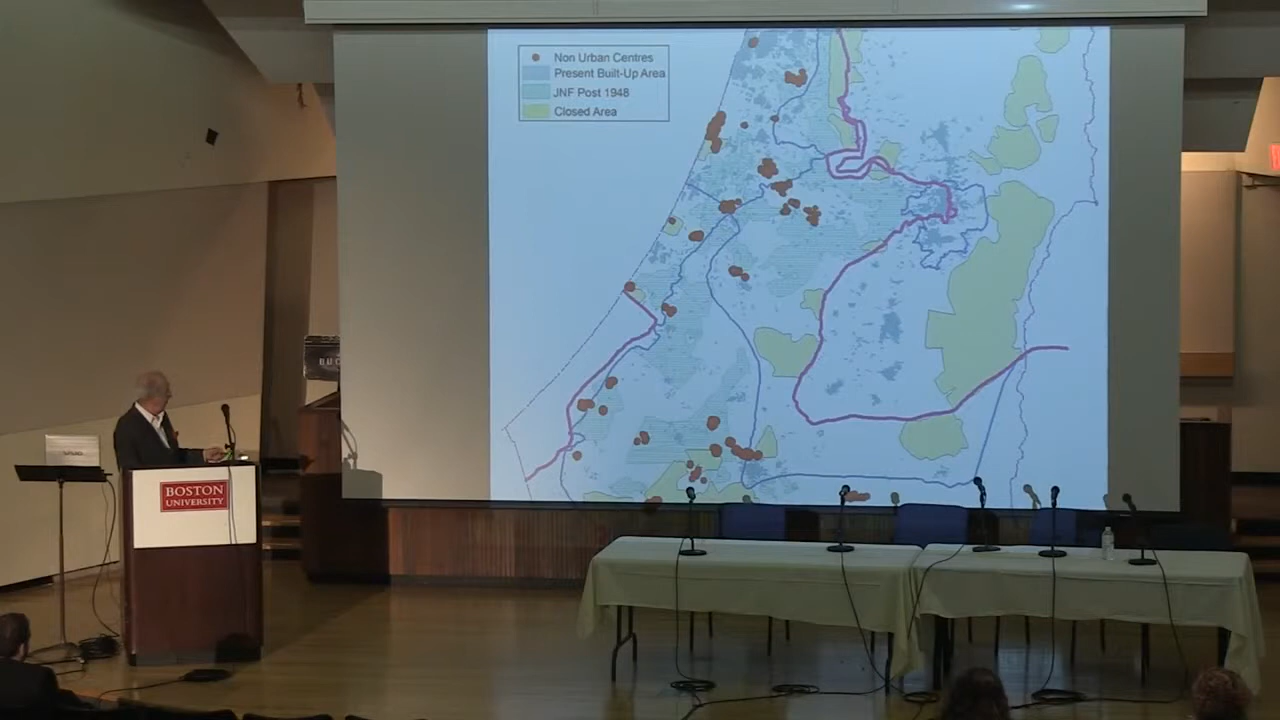 Non Urban Centres
Present Built-Up Area
JNF Post 1948
Closed Area
BOSTON
UNIVERSITY